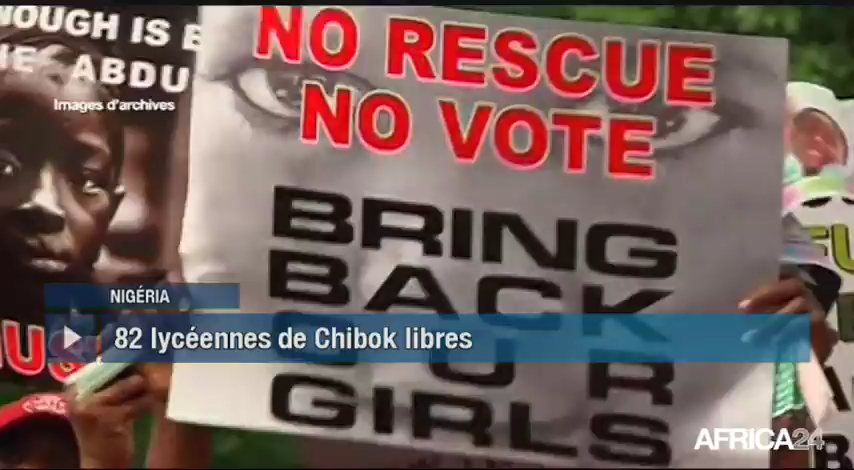 OUGH IS
ABDU
Images d'archives
NO RESCUE
NO VOTE
BRING
BACK
OUR
GIRLS
NIGÉRIA
82 lycéennes de Chibok libres
AFRICA24